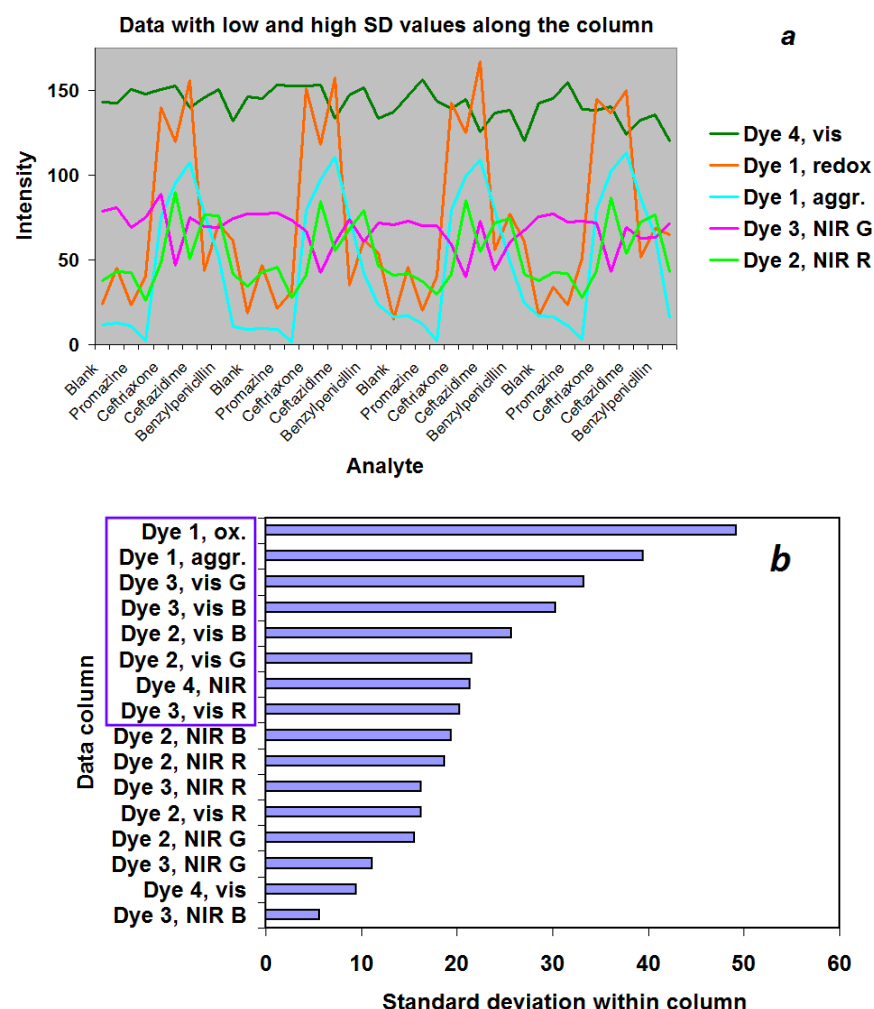 Data with low and high SD values along the column
a
150
100
50
0
Intensity
Blank
Promazine
Ceftriaxone
Ceftazidime
Benzylpenicillin
Blank
Promazine
Ceftriaxone
Ceftazidime
Benzylpenicillin
Blank
Promazine
Ceftriaxone
Ceftazidime
Benzylpenicillin
Blank
Promazine
Ceftriaxone
Ceftazidime
Benzylpenicillin
Analyte
Dye 4, vis
Dye 1, redox
Dye 1, aggr.
Dye 3, NIR G
Dye 2, NIR R
b
Data column
Dye 1, ox.
Dye 1, aggr.
Dye 3, vis G
Dye 3, vis B
Dye 2, vis B
Dye 2, vis G
Dye 4, NIR
Dye 3, vis R
Dye 2, NIR B
Dye 2, NIR R
Dye 3, NIR R
Dye 2, vis R
Dye 2, NIR G
Dye 3, NIR G
Dye 4, vis
Dye 3, NIR B
0 10 20 30 40 50 60
Standard deviation within column